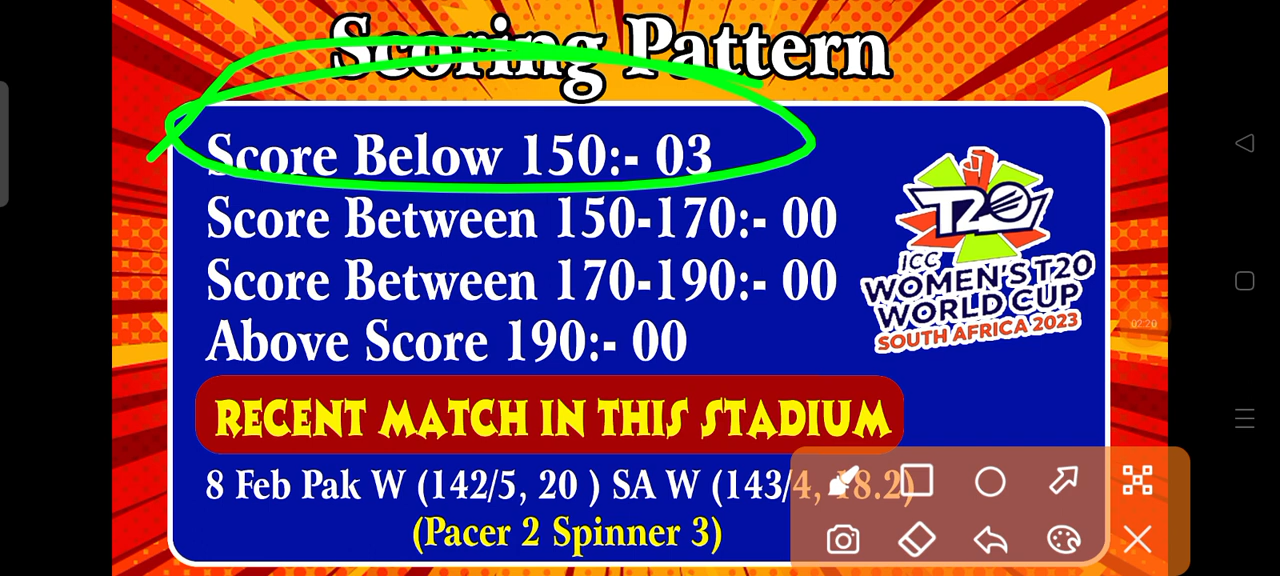 Scoring Pattern
Score Below 150:- 03
Score Between 150-170:- 00
Score Between 170-190:- 00
Above Score 190:- 00
T20
ICC
WOMEN'S T20
WORLD CUP
SOUTH AFRICA 2023
02:20
RECENT MATCH IN THIS STADIUM
8 Feb Pak W (142/5, 20 ) SA W (143/4, 18.2)
(Pacer 2 Spinner 3)